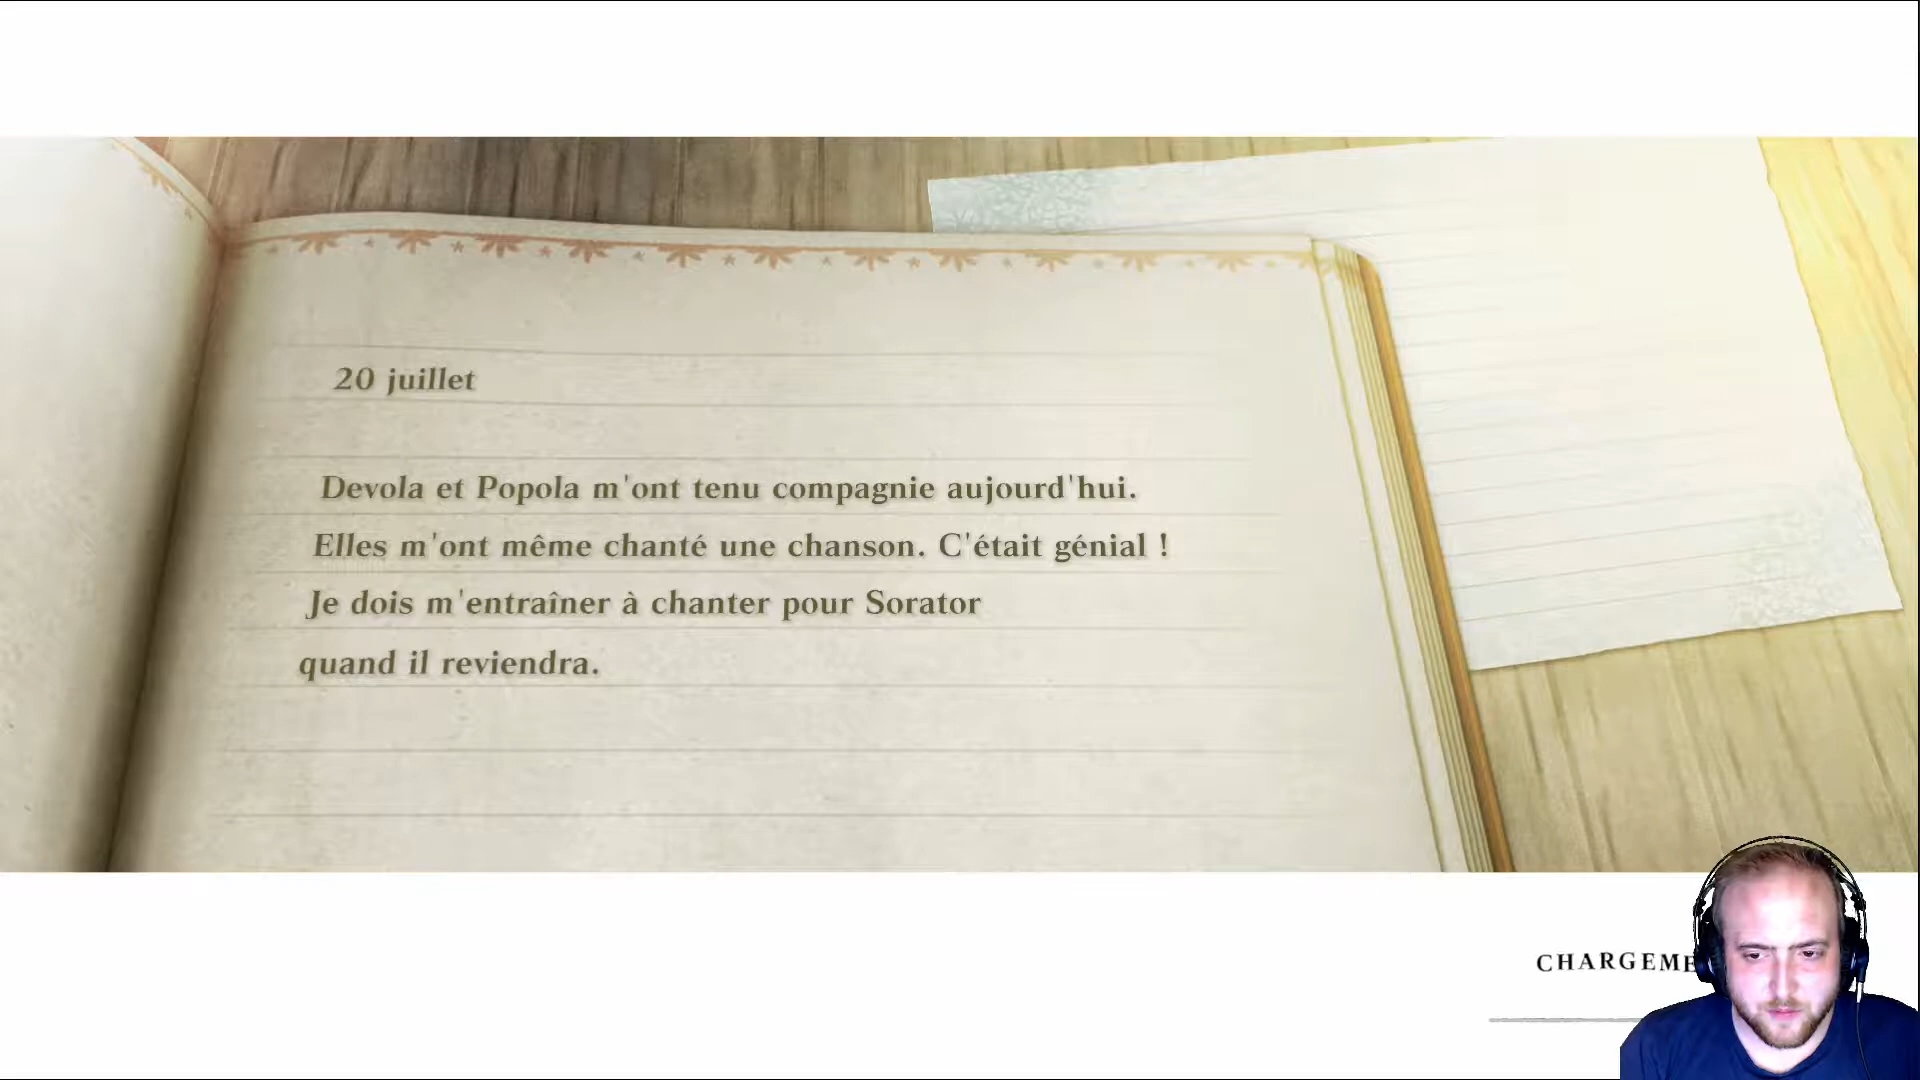 20 juillet
Devola et Popola m'ont tenu compagnie aujourd'hui.
Elles m'ont même chanté une chanson. C'était génial !
Je dois m'entraîner à chanter pour Sorator
quand il reviendra.
CHARGEME